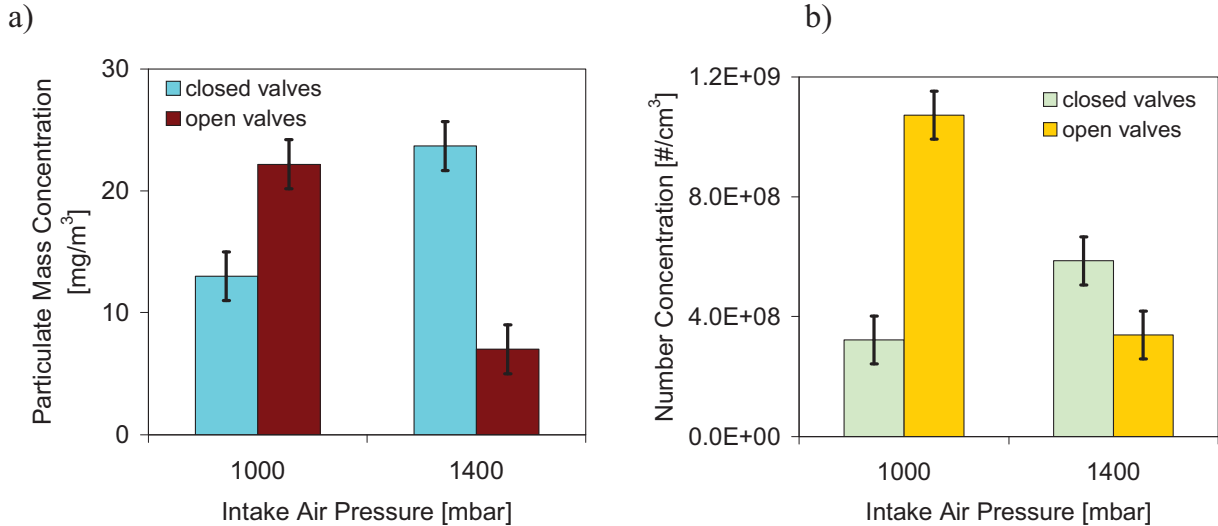 a)
30
20
10
0
Particulate Mass Concentration
[mg/m³]
closed valves
open valves
1000
1400
Intake Air Pressure [mbar]
b)
1.2E+09
8.0E+08
4.0E+08
0.0E+00
Number Concentration [#/cm³]
closed valves
open valves
1000
1400
Intake Air Pressure [mbar]